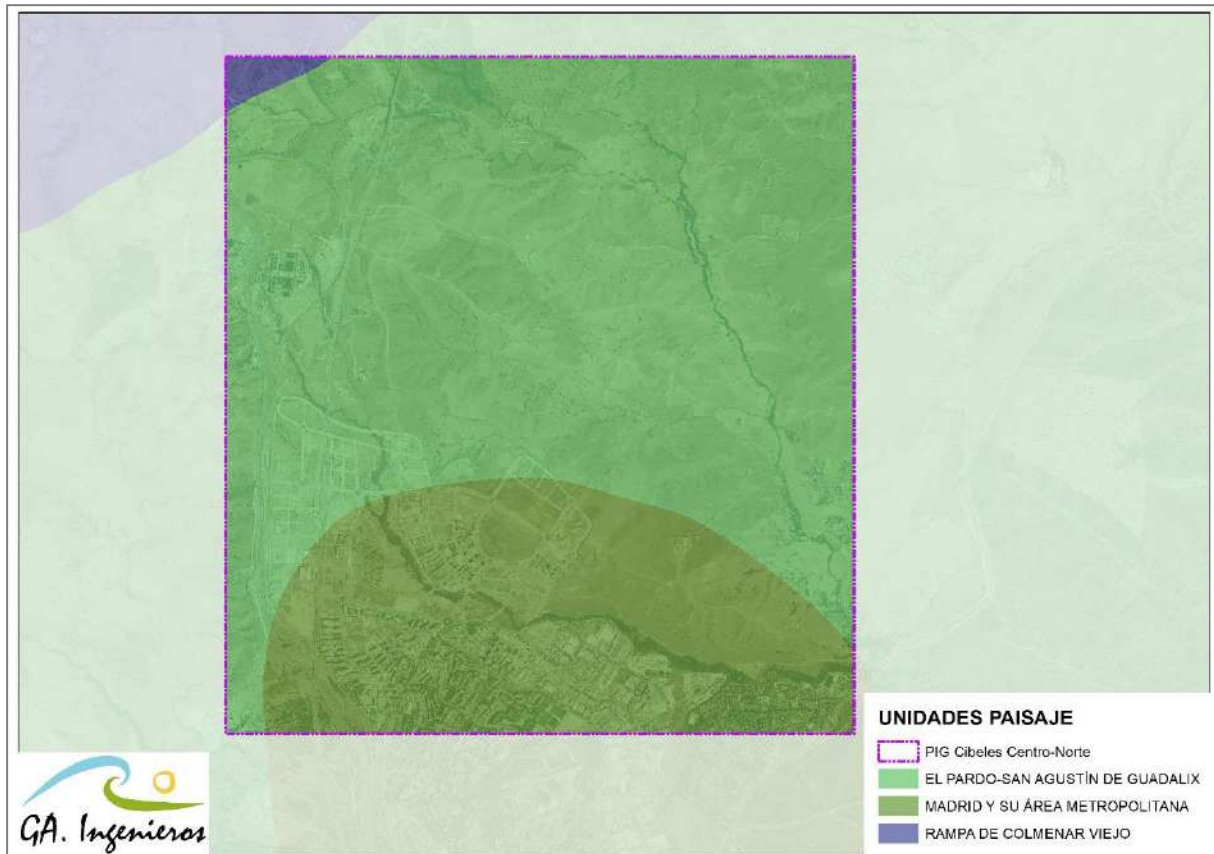 UNIDADES PAISAJE
PIG Cibeles Centro-Norte
EL PARDO-SAN AGUSTÍN DE GUADALIX
MADRID Y SU ÁREA METROPOLITANA
RAMPA DE COLMENAR VIEJO
GA. Ingenieros